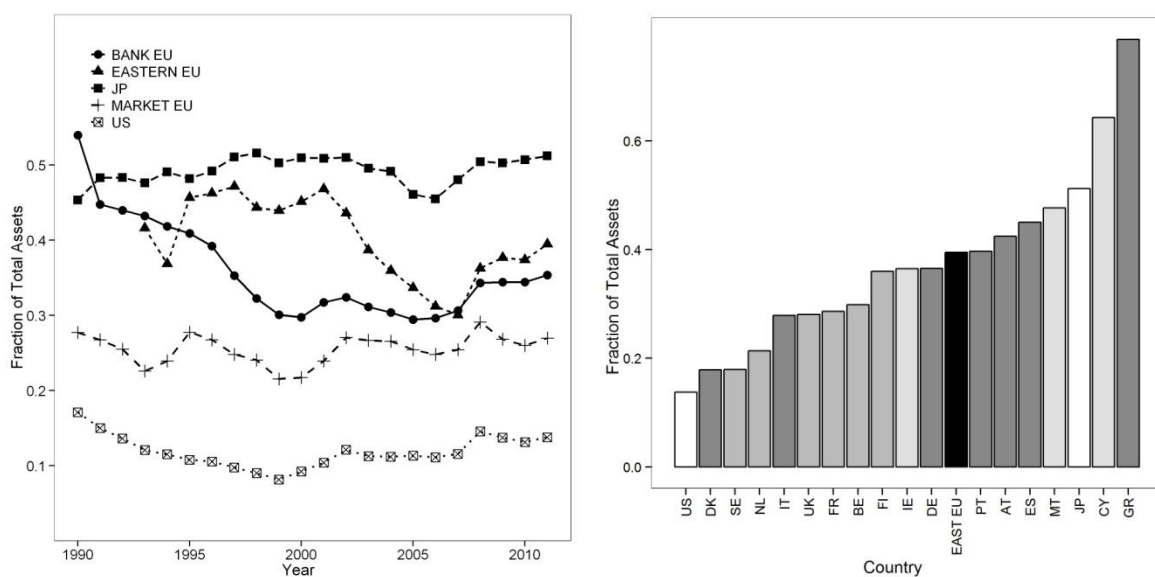 BANK EU
EASTERN EU
JP
MARKET EU
US
Fraction of Total Assets
0.5
0.4
0.3
0.2
0.1
1990 1995 2000 2005 2010
Year
Fraction of Total Assets
0.6
0.4
0.2
0.0
US DK SE NL IT UK FR BE FI IE DE EAST EU PT AT ES MT JP CY GR
Country